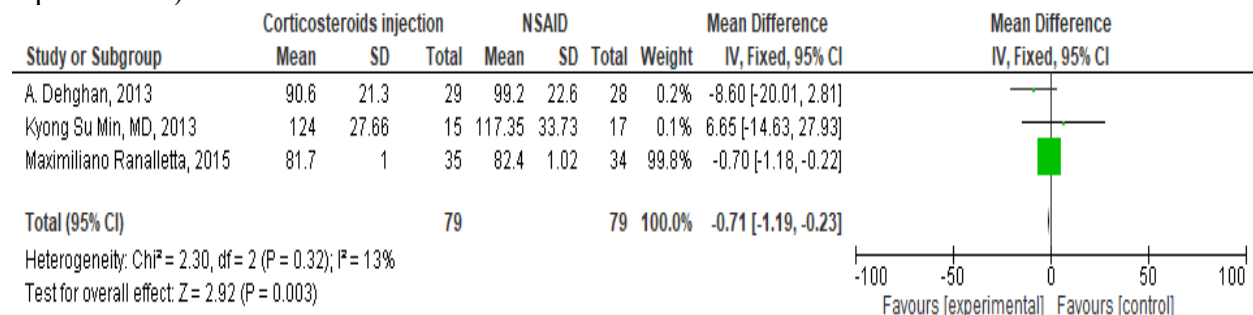 Corticosteroids injection NSAID Mean Difference Mean Difference
Study or Subgroup Mean SD Total Mean SD Total Weight IV, Fixed, 95% CI IV, Fixed, 95% CI
A. Dehghan, 2013 90.6 21.3 29 99.2 22.6 28 0.2% -8.60 [-20.01, 2.81]
Kyong Su Min, MD, 2013 124 27.66 15 117.35 33.73 17 0.1% 6.65 [-14.63, 27.93]
Maximiliano Ranalletta, 2015 81.7 1 35 82.4 1.02 34 99.8% -0.70 [-1.18, -0.22]
Total (95% CI) 79 79 100.0% -0.71 [-1.19, -0.23]
Heterogeneity: Chi² = 2.30, df = 2 (P = 0.32); I² = 13%
Test for overall effect: Z = 2.92 (P = 0.003)
-100 -50 0 50 100
Favours [experimental] Favours [control]